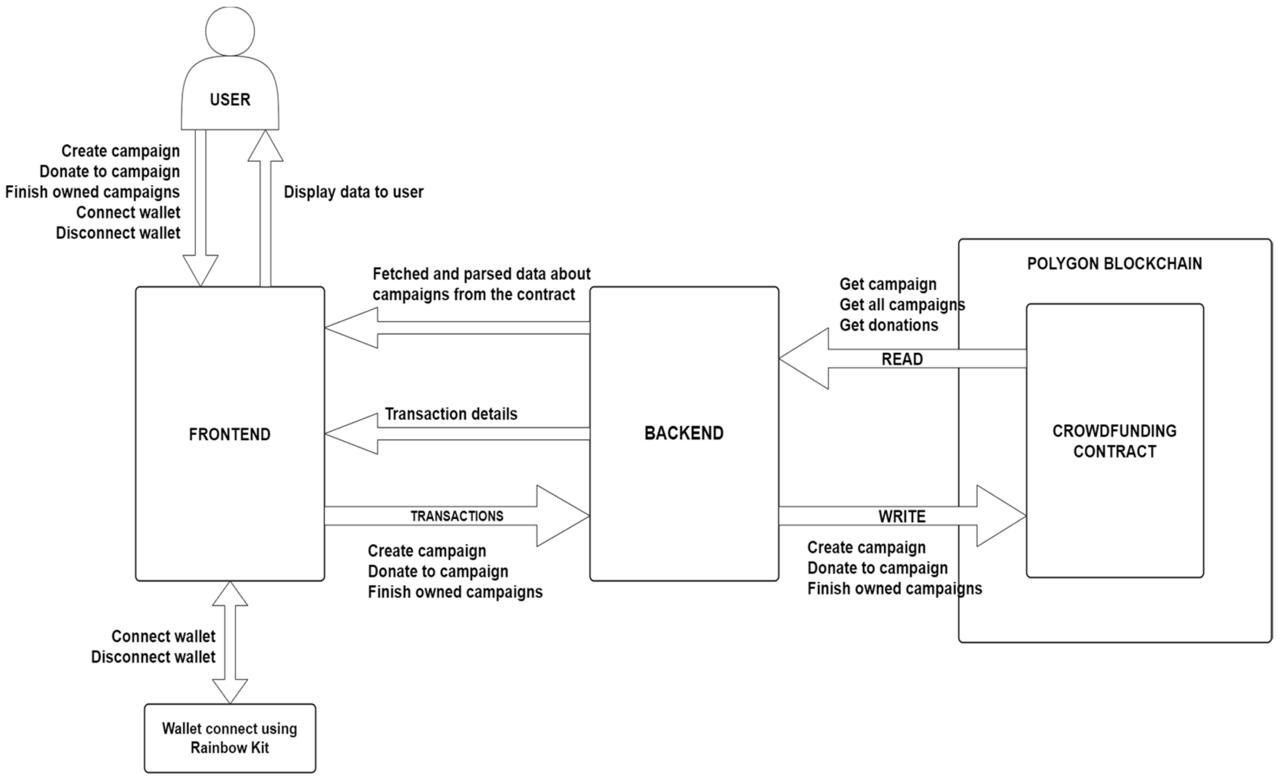 USER
Create campaign
Donate to campaign
Finish owned campaigns
Connect wallet
Disconnect wallet
Display data to user
FRONTEND
Fetched and parsed data about
campaigns from the contract
Transaction details
TRANSACTIONS
Create campaign
Donate to campaign
Finish owned campaigns
BACKEND
Get campaign
Get all campaigns
Get donations
READ
WRITE
Create campaign
Donate to campaign
Finish owned campaigns
POLYGON BLOCKCHAIN
CROWDFUNDING
CONTRACT
Connect wallet
Disconnect wallet
Wallet connect using
Rainbow Kit